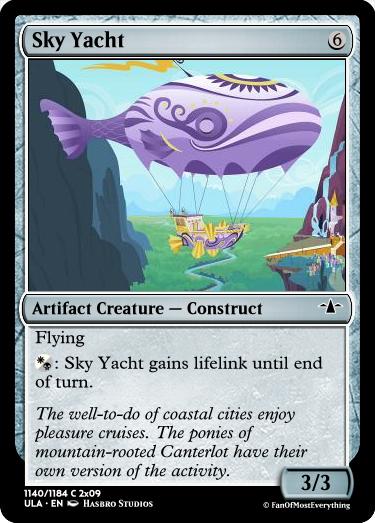 Sky Yacht 6
Artifact Creature — Construct
Flying
: Sky Yacht gains lifelink until end
of turn.
The well-to-do of coastal cities enjoy
pleasure cruises. The ponies of
mountain-rooted Canterlot have their
own version of the activity.
3/3
1140/1184 C 2x09
ULA • EN Hasbro Studios
© FanOfMostEverything